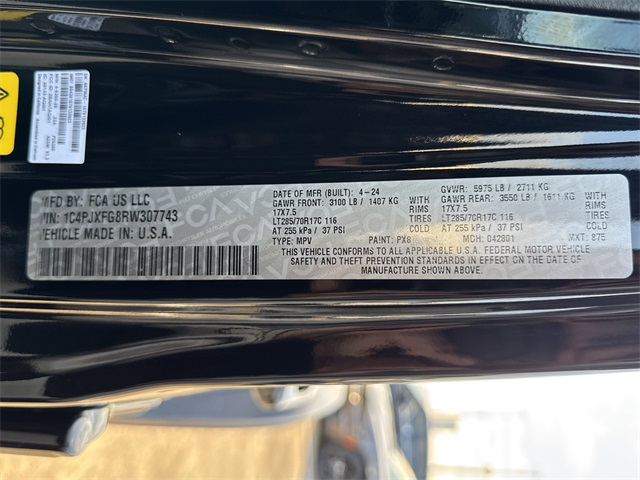 MFD BY: FCA US LLC
VIN: 1C4PJXFG8RW307743
VEHICLE MADE IN: U.S.A.
DATE OF MFR (BUILT): 4-24
GAWR FRONT: 3100 LB / 1407 KG
17X7.5 RIMS
LT285/70R17C 116 TIRES
AT 255 kPa / 37 PSI COLD
TYPE: MPV PAINT: PX8
GVWR: 5975 LB / 2711 KG
GAWR REAR: 3550 LB / 1611 KG
17X7.5 RIMS
LT285/70R17C 116 TIRES
AT 255 kPa / 37 PSI COLD
MDH: 042801 MXT: 875
THIS VEHICLE CONFORMS TO ALL APPLICABLE U.S.A. FEDERAL MOTOR VEHICLE
SAFETY AND THEFT PREVENTION STANDARDS IN EFFECT ON THE DATE OF
MANUFACTURE SHOWN ABOVE.